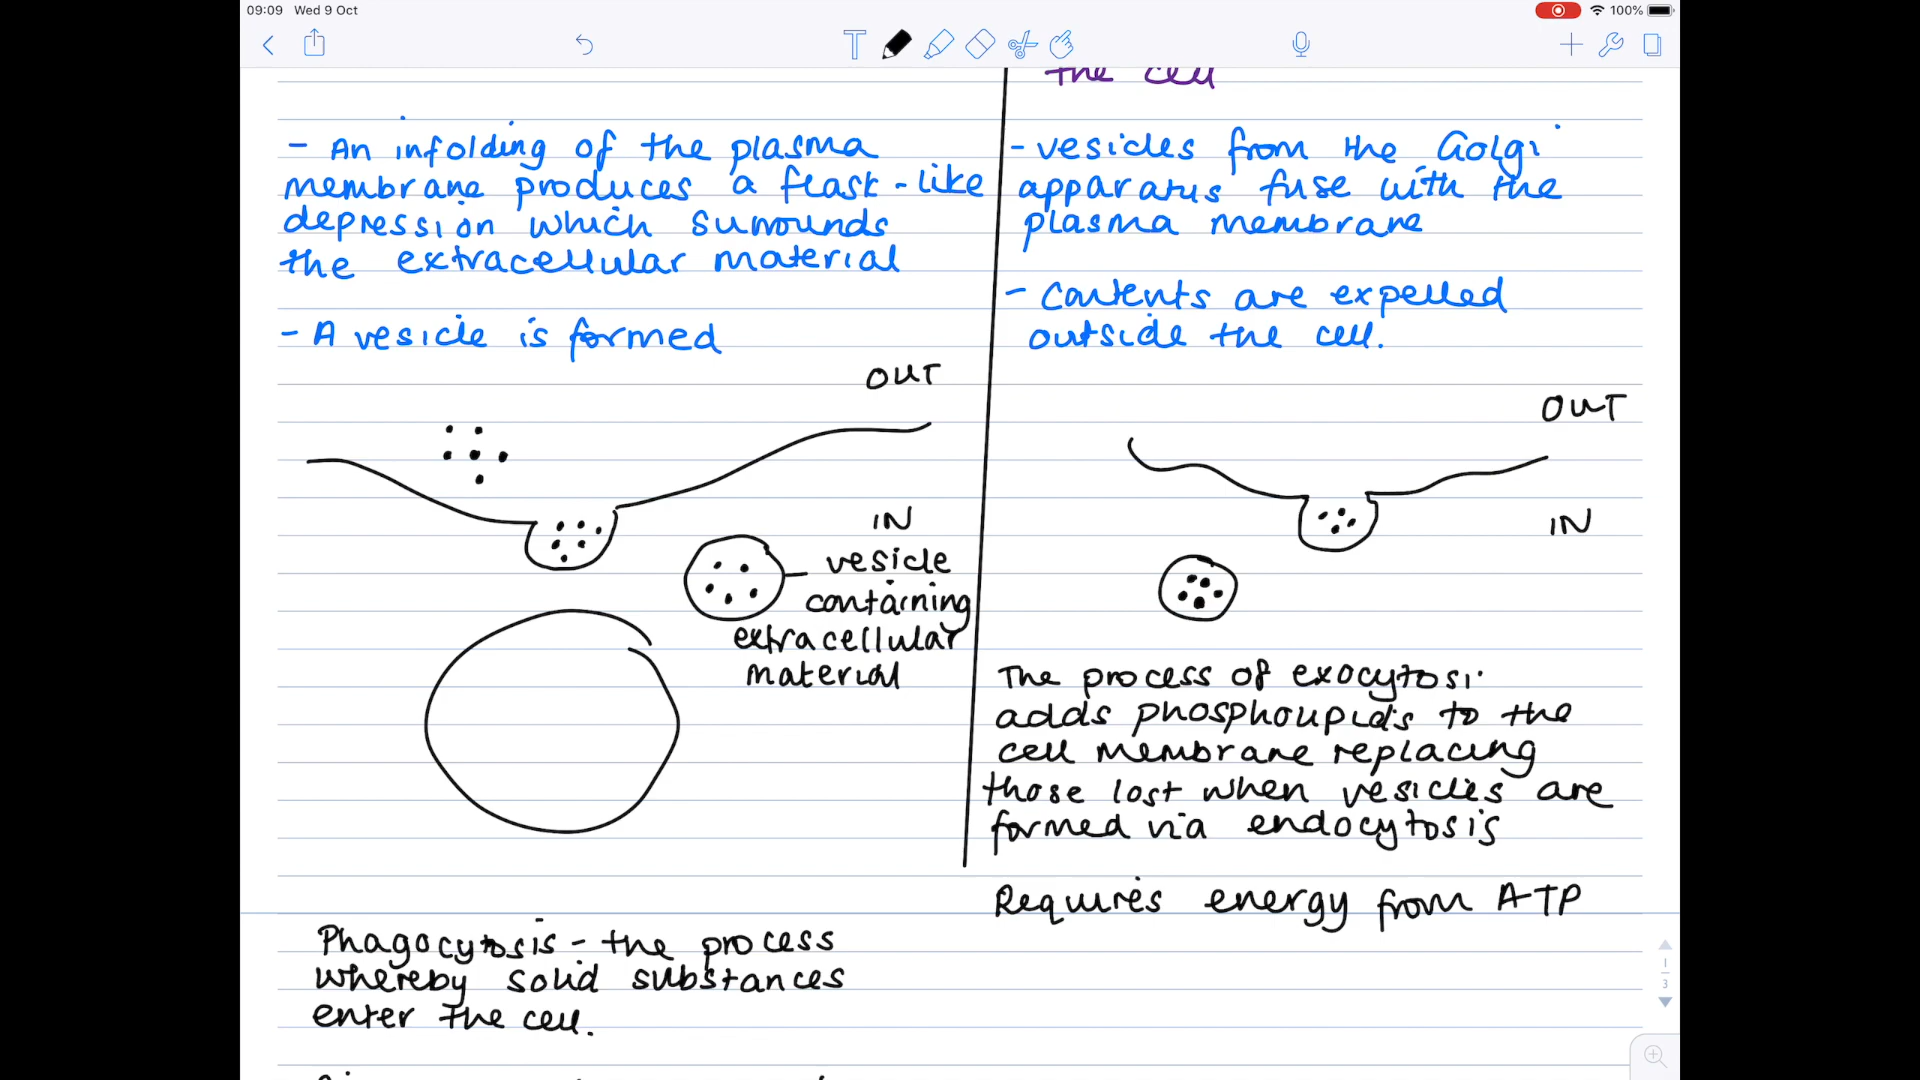 09:09 Wed 9 Oct
100%
T
the cell
- An infolding of the plasma
membrane produces a flask-like
depression which surrounds
the extracellular material
- A vesicle is formed
OUT
IN
vesicle
containing
extracellular
material
- vesicles from the Golgi
apparatus fuse with the
plasma membrane
- Contents are expelled
outside the cell.
OUT
IN
The process of exocytosi
adds phospholipids to the
cell membrane replacing
those lost when vesicles are
formed via endocytosis
Requires energy from ATP
Phagocytosis - the process
whereby solid substances
enter the cell.
1
3